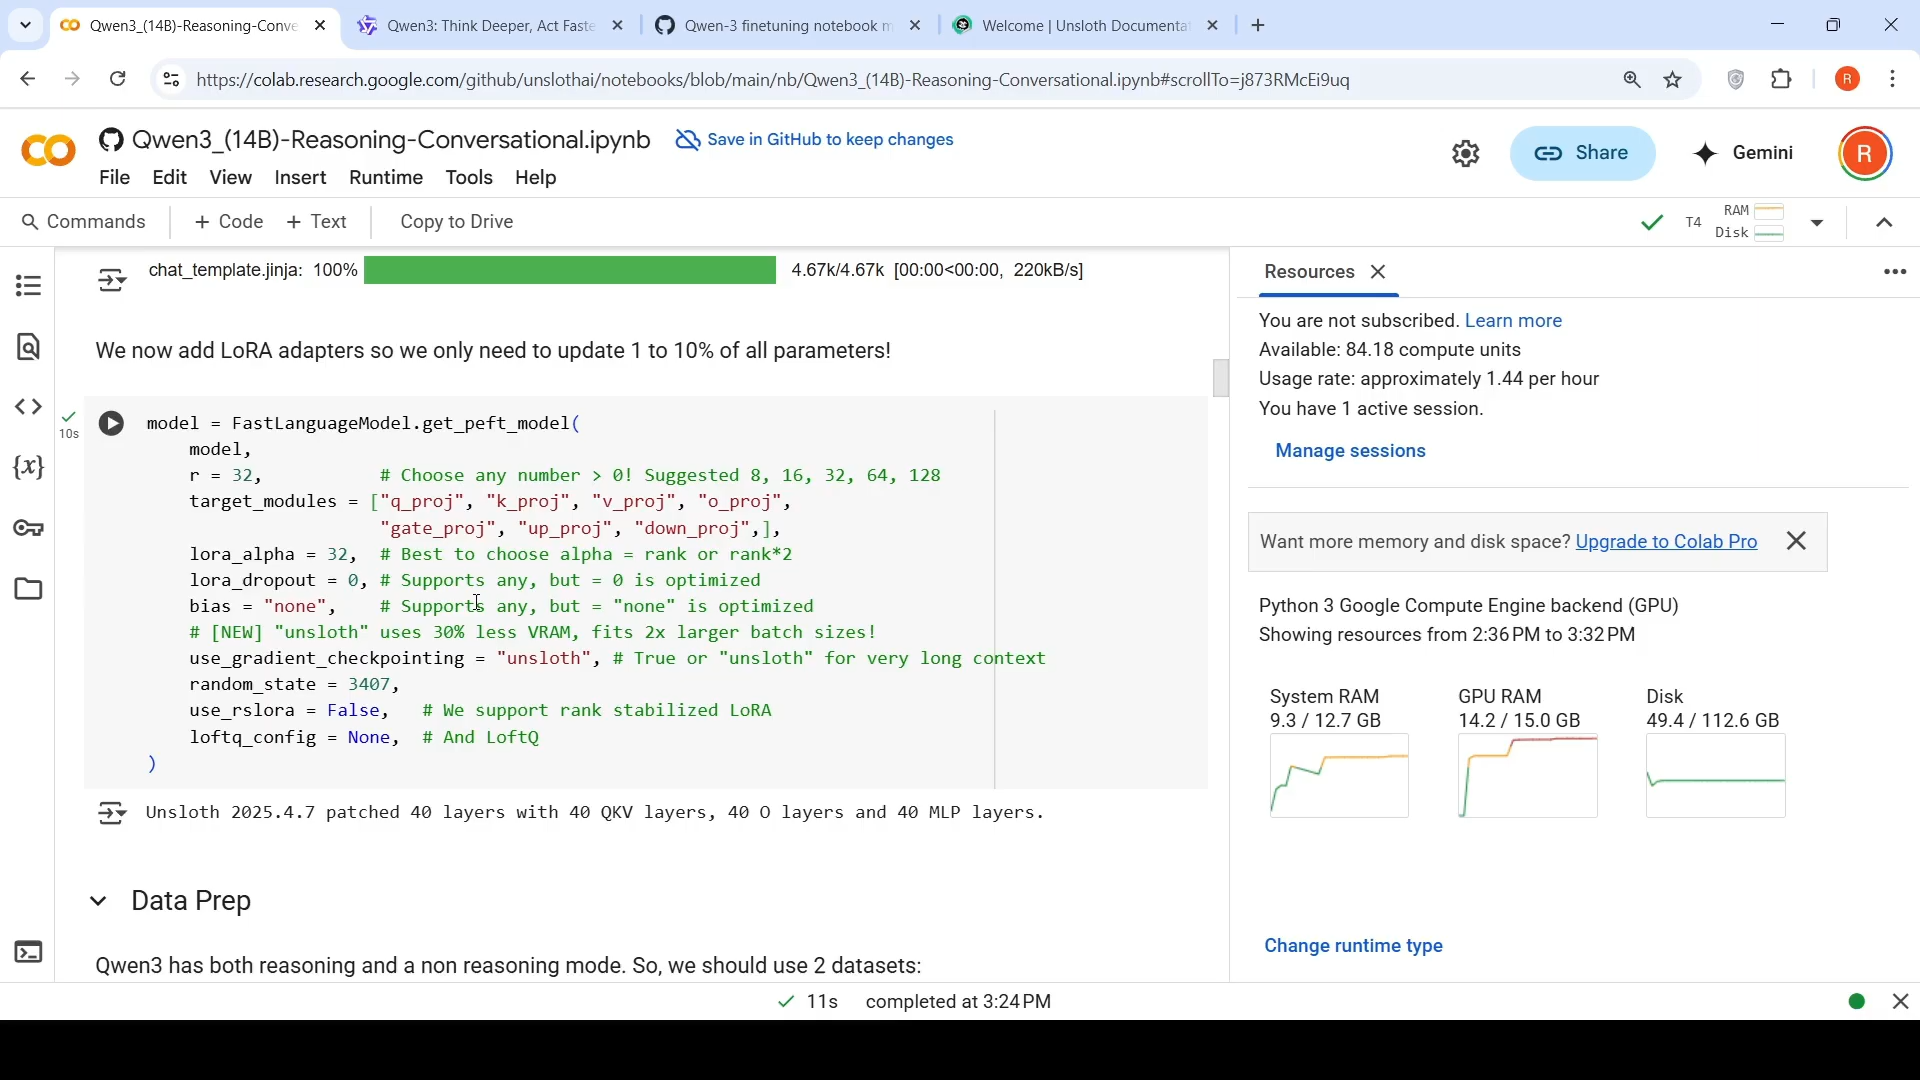 Qwen3_(14B)-Reasoning-Conve
Qwen3: Think Deeper, Act Faste
Qwen-3 finetuning notebook m
Welcome | Unsloth Documentat
https://colab.research.google.com/github/unslothai/notebooks/blob/main/nb/Qwen3_(14B)-Reasoning-Conversational.ipynb#scrollTo=j873RMcEi9uq
R
Qwen3_(14B)-Reasoning-Conversational.ipynb
Save in GitHub to keep changes
Share
Gemini
R
File Edit View Insert Runtime Tools Help
Commands
+ Code + Text
Copy to Drive
T4
RAM
Disk
chat_template.jinja: 100%
4.67k/4.67k [00:00<00:00, 220kB/s]
We now add LoRA adapters so we only need to update 1 to 10% of all parameters!
10s
model = FastLanguageModel.get_peft_model(
model,
r = 32, # Choose any number > 0! Suggested 8, 16, 32, 64, 128
target_modules = ["q_proj", "k_proj", "v_proj", "o_proj",
"gate_proj", "up_proj", "down_proj",],
lora_alpha = 32, # Best to choose alpha = rank or rank*2
lora_dropout = 0, # Supports any, but = 0 is optimized
bias = "none", # Supports any, but = "none" is optimized
# [NEW] "unsloth" uses 30% less VRAM, fits 2x larger batch sizes!
use_gradient_checkpointing = "unsloth", # True or "unsloth" for very long context
random_state = 3407,
use_rslora = False, # We support rank stabilized LoRA
loftq_config = None, # And LoftQ
)
Unsloth 2025.4.7 patched 40 layers with 40 QKV layers, 40 O layers and 40 MLP layers.
Data Prep
Qwen3 has both reasoning and a non reasoning mode. So, we should use 2 datasets:
Resources
You are not subscribed. Learn more
Available: 84.18 compute units
Usage rate: approximately 1.44 per hour
You have 1 active session.
Manage sessions
Want more memory and disk space? Upgrade to Colab Pro
Python 3 Google Compute Engine backend (GPU)
Showing resources from 2:36 PM to 3:32 PM
System RAM
9.3 / 12.7 GB
GPU RAM
14.2 / 15.0 GB
Disk
49.4 / 112.6 GB
Change runtime type
11s completed at 3:24 PM